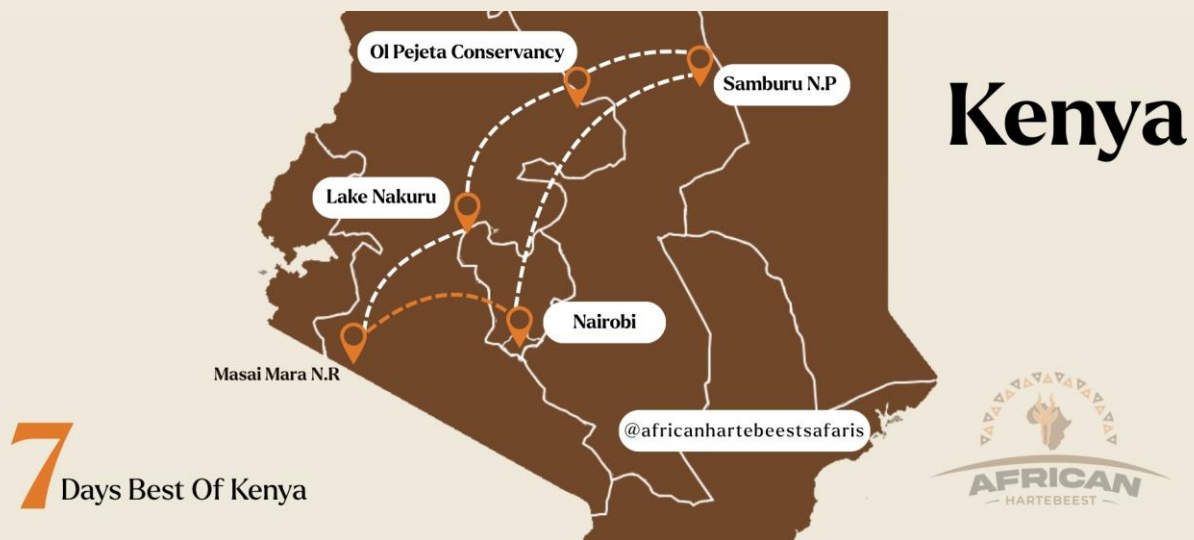 Ol Pejeta Conservancy
Samburu N.P
Kenya
Lake Nakuru
Nairobi
Masai Mara N.R
@africanhartebeestsafaris
7 Days Best Of Kenya
AFRICAN
HARTEBEEST